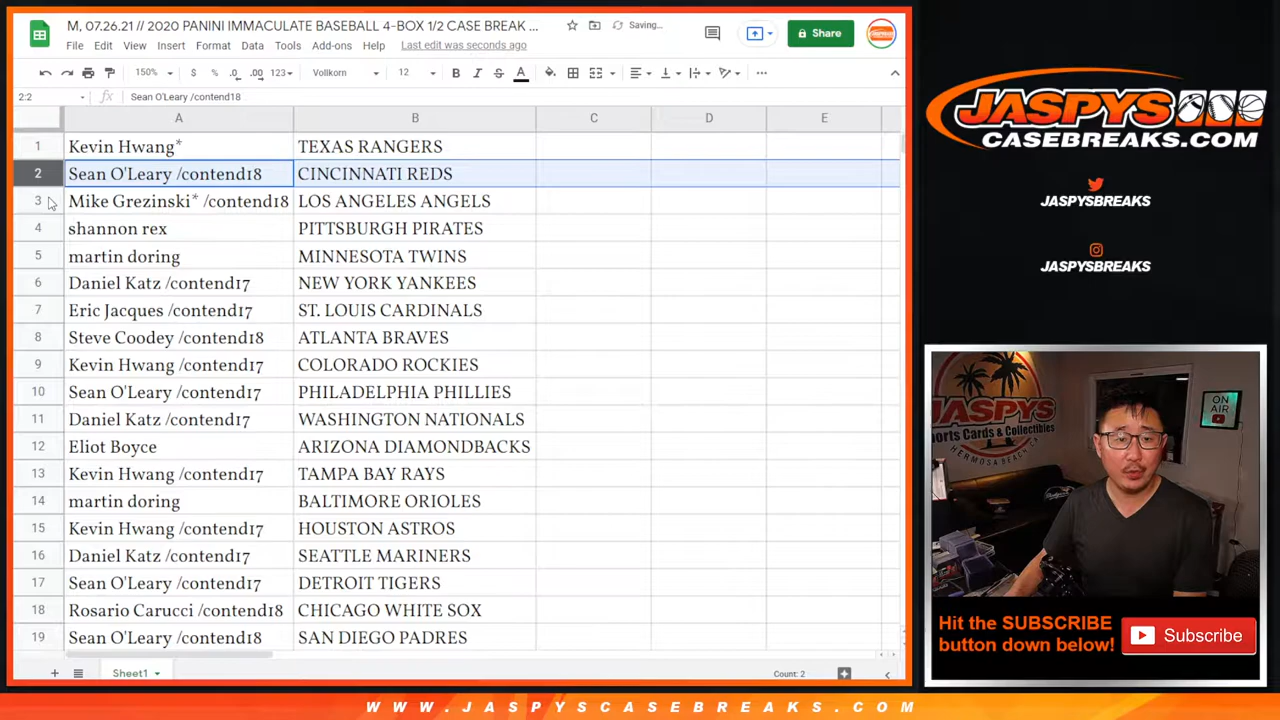 M, 07.26.21 // 2020 PANINI IMMACULATE BASEBALL 4-BOX 1/2 CASE BREAK ...
Saving...
Share
File Edit View Insert Format Data Tools Add-ons Help Last edit was seconds ago
150% $ % .0 .00 123 Vollkorn 12 B I S A
2:2 fx Sean O'Leary /contend18
A B C D E
1 Kevin Hwang* TEXAS RANGERS
2 Sean O'Leary /contend18 CINCINNATI REDS
3 Mike Grezinski* /contend18 LOS ANGELES ANGELS
4 shannon rex PITTSBURGH PIRATES
5 martin doring MINNESOTA TWINS
6 Daniel Katz /contend17 NEW YORK YANKEES
7 Eric Jacques /contend17 ST. LOUIS CARDINALS
8 Steve Coodey /contend18 ATLANTA BRAVES
9 Kevin Hwang /contend17 COLORADO ROCKIES
10 Sean O'Leary /contend17 PHILADELPHIA PHILLIES
11 Daniel Katz /contend17 WASHINGTON NATIONALS
12 Eliot Boyce ARIZONA DIAMONDBACKS
13 Kevin Hwang /contend17 TAMPA BAY RAYS
14 martin doring BALTIMORE ORIOLES
15 Kevin Hwang /contend17 HOUSTON ASTROS
16 Daniel Katz /contend17 SEATTLE MARINERS
17 Sean O'Leary /contend17 DETROIT TIGERS
18 Rosario Carucci /contend18 CHICAGO WHITE SOX
19 Sean O'Leary /contend18 SAN DIEGO PADRES
Sheet1
Count: 2
JASPYS
CASEBREAKS.COM
JASPYSBREAKS
JASPYSBREAKS
JASPYS
orts Cards & Collectibles
HERMOSA BEACH, CA
ON AIR
Hit the SUBSCRIBE
button down below!
Subscribe
WWW.JASPYSCASEBREAKS.COM